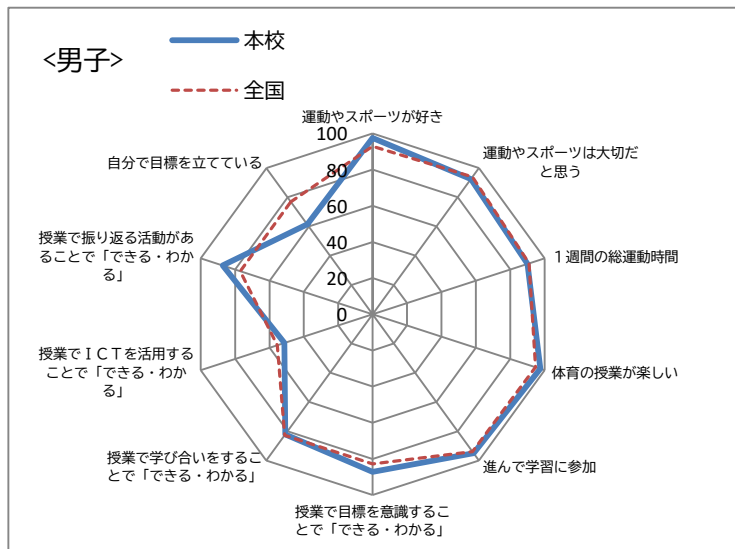 <男子>
本校
全国
運動やスポーツが好き
運動やスポーツは大切だ
と思う
１週間の総運動時間
体育の授業が楽しい
進んで学習に参加
授業で目標を意識するこ
とで「できる・わかる」
授業で学び合いをするこ
とで「できる・わかる」
授業でＩＣＴを活用する
ことで「できる・わか
る」
授業で振り返る活動があ
ることで「できる・わか
る」
自分で目標を立てている
100
80
60
40
20
0